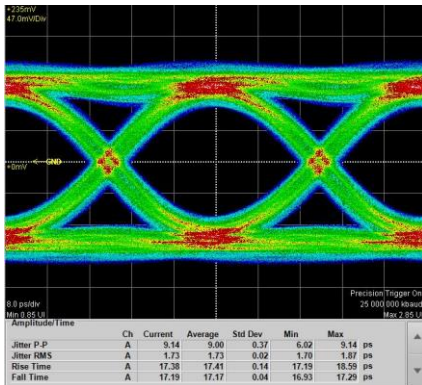 +235mV
47.0mV/Div
GND
+0mV
Precision Trigger On
8.0 ps/div 25 000 000 kbaud
Min 0.85 UI Max 2.85 UI
Amplitude/Time
Ch Current Average Std Dev Min Max
Jitter P-P A 9.14 9.00 0.37 6.02 9.14 ps
Jitter RMS A 1.73 1.73 0.02 1.70 1.87 ps
Rise Time A 17.38 17.41 0.14 17.19 18.59 ps
Fall Time A 17.19 17.17 0.04 16.93 17.29 ps